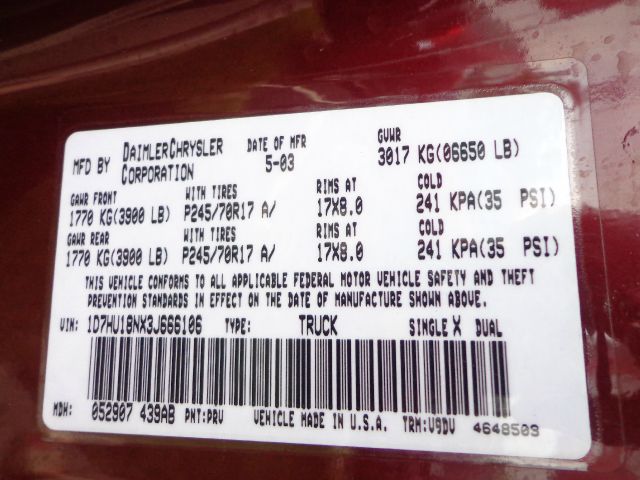 MFD BY DAIMLERCHRYSLER CORPORATION DATE OF MFR 5-03 GVWR 3017 KG(06650 LB)
GAWR FRONT WITH TIRES RIMS AT COLD
1770 KG(3900 LB) P245/70R17 A/ 17X8.0 241 KPA(35 PSI)
GAWR REAR WITH TIRES RIMS AT COLD
1770 KG(3900 LB) P245/70R17 A/ 17X8.0 241 KPA(35 PSI)
THIS VEHICLE CONFORMS TO ALL APPLICABLE FEDERAL MOTOR VEHICLE SAFETY AND THEFT
PREVENTION STANDARDS IN EFFECT ON THE DATE OF MANUFACTURE SHOWN ABOVE.
VIN: 1D7HU18NX3J666106 TYPE: TRUCK SINGLE X DUAL
MDH: 052907 439AB PNT:PRV VEHICLE MADE IN U.S.A. TRM:V9DV 4648503